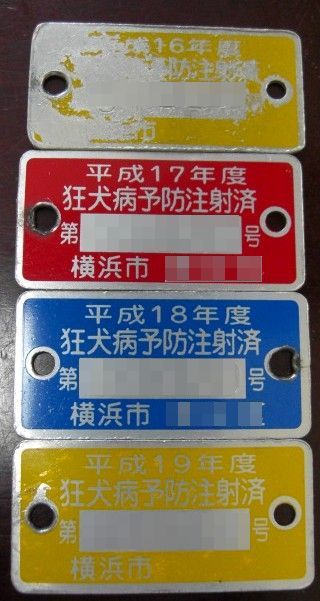 平成16年度
予防注射済
市
平成17年度
狂犬病予防注射済
第 号
横浜市
平成18年度
狂犬病予防注射済
第 号
横浜市
平成19年度
狂犬病予防注射済
第 号
横浜市